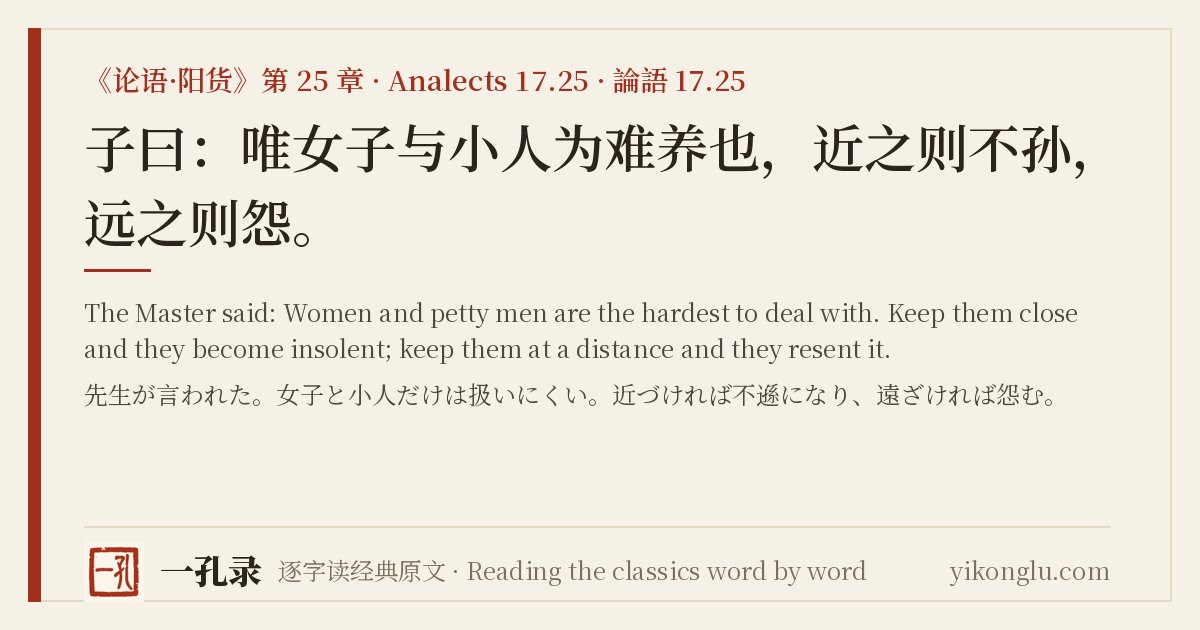 《论语·阳货》第 25 章 · Analects 17.25 · 論語 17.25
子曰：唯女子与小人为难养也，近之则不孙，
远之则怨。
The Master said: Women and petty men are the hardest to deal with. Keep them close
and they become insolent; keep them at a distance and they resent it.
先生が言われた。女子と小人だけは扱いにくい。近づければ不遜になり、遠ざければ怨む。
一孔
一孔录 逐字读经典原文 · Reading the classics word by word yikonglu.com